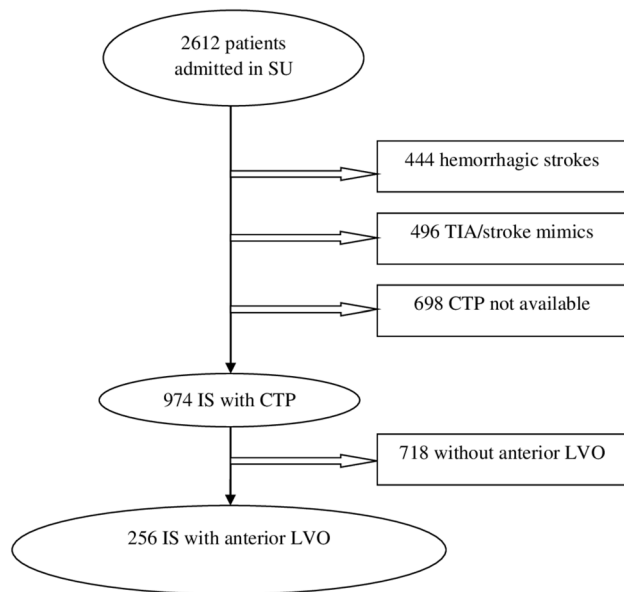 2612 patients
admitted in SU
444 hemorrhagic strokes
496 TIA/stroke mimics
698 CTP not available
974 IS with CTP
718 without anterior LVO
256 IS with anterior LVO